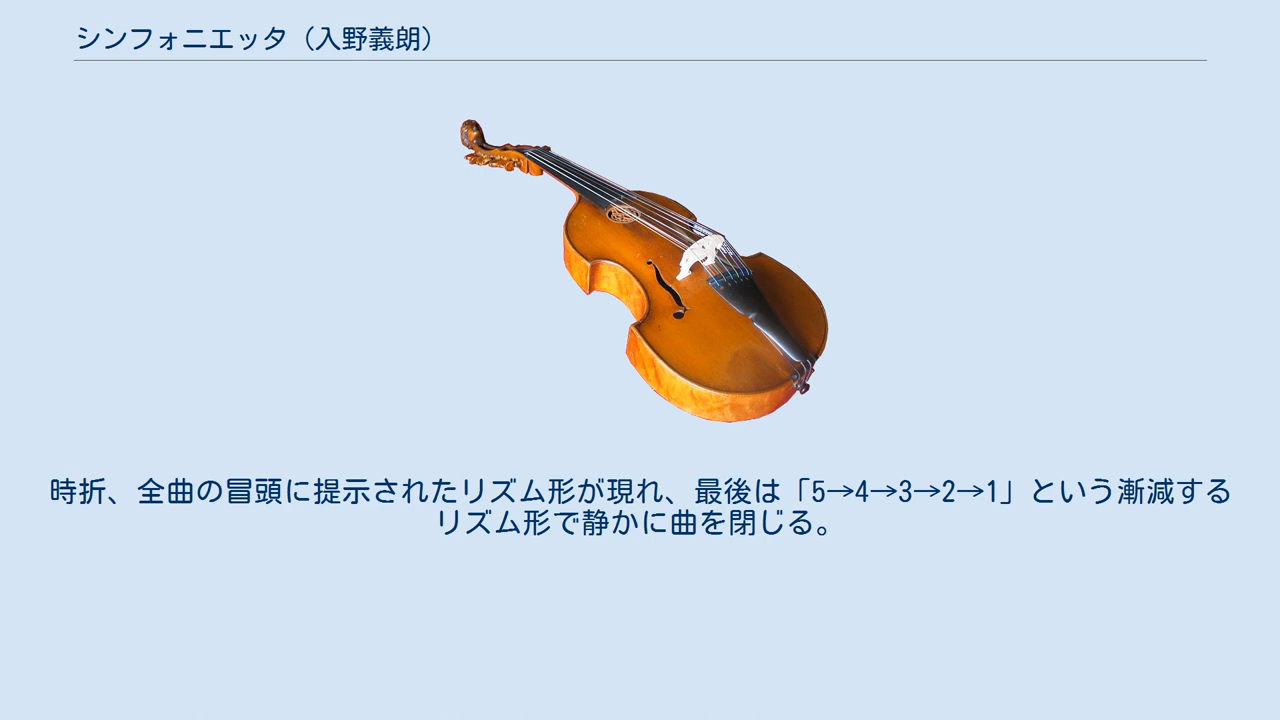 シンフォニエッタ（入野義朗）
時折、全曲の冒頭に提示されたリズム形が現れ、最後は「5→4→3→2→1」という漸減する
リズム形で静かに曲を閉じる。